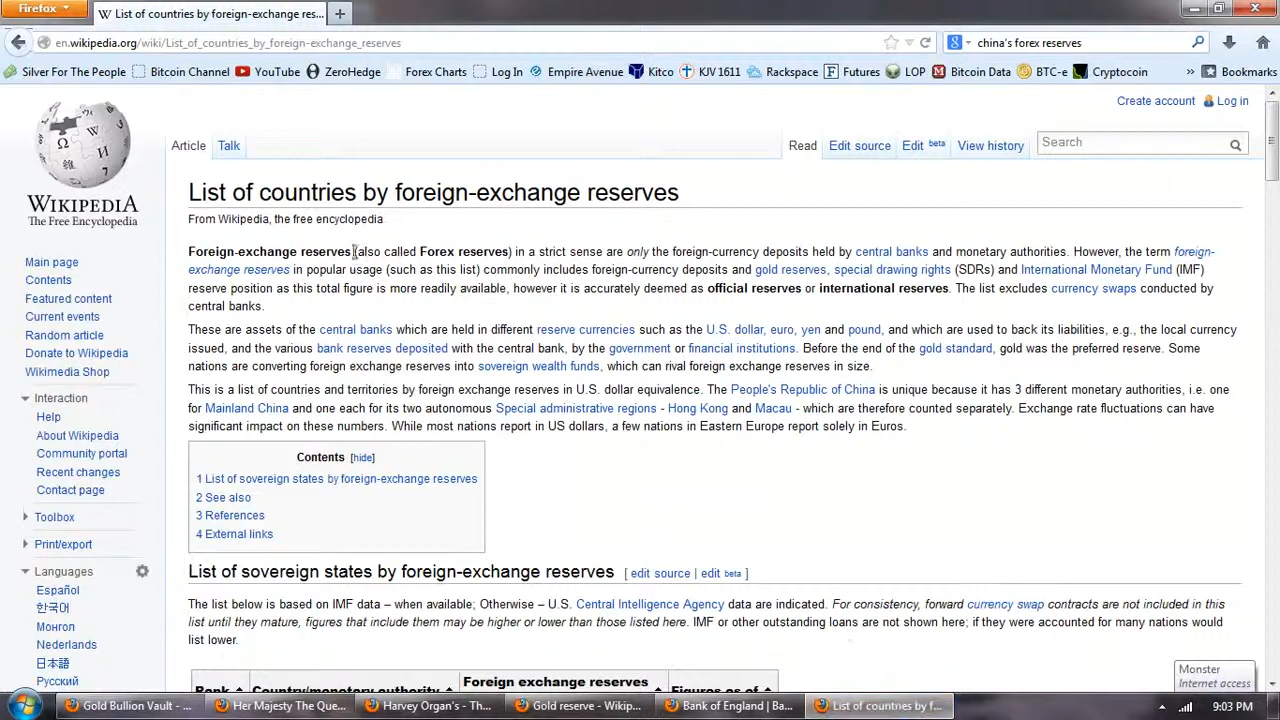 Firefox
List of countries by foreign-exchange res...
en.wikipedia.org/wiki/List_of_countries_by_foreign-exchange_reserves
china's forex reserves
Silver For The People Bitcoin Channel YouTube ZeroHedge Forex Charts Log In Empire Avenue Kitco KJV 1611 Rackspace Futures LOP Bitcoin Data BTC-e Cryptocoin » Bookmarks
Create account Log in
Article Talk Read Edit source Edit beta View history Search
WIKIPEDIA
The Free Encyclopedia
Main page
Contents
Featured content
Current events
Random article
Donate to Wikipedia
Wikimedia Shop
Interaction
Help
About Wikipedia
Community portal
Recent changes
Contact page
Toolbox
Print/export
Languages
Español
한국어
Монгол
Nederlands
日本語
Русский
List of countries by foreign-exchange reserves
From Wikipedia, the free encyclopedia
Foreign-exchange reserves (also called Forex reserves) in a strict sense are only the foreign-currency deposits held by central banks and monetary authorities. However, the term foreign-
exchange reserves in popular usage (such as this list) commonly includes foreign-currency deposits and gold reserves, special drawing rights (SDRs) and International Monetary Fund (IMF)
reserve position as this total figure is more readily available, however it is accurately deemed as official reserves or international reserves. The list excludes currency swaps conducted by
central banks.
These are assets of the central banks which are held in different reserve currencies such as the U.S. dollar, euro, yen and pound, and which are used to back its liabilities, e.g., the local currency
issued, and the various bank reserves deposited with the central bank, by the government or financial institutions. Before the end of the gold standard, gold was the preferred reserve. Some
nations are converting foreign exchange reserves into sovereign wealth funds, which can rival foreign exchange reserves in size.
This is a list of countries and territories by foreign exchange reserves in U.S. dollar equivalence. The People's Republic of China is unique because it has 3 different monetary authorities, i.e. one
for Mainland China and one each for its two autonomous Special administrative regions - Hong Kong and Macau - which are therefore counted separately. Exchange rate fluctuations can have
significant impact on these numbers. While most nations report in US dollars, a few nations in Eastern Europe report solely in Euros.
Contents [hide]
1 List of sovereign states by foreign-exchange reserves
2 See also
3 References
4 External links
List of sovereign states by foreign-exchange reserves [ edit source | edit beta ]
The list below is based on IMF data – when available; Otherwise – U.S. Central Intelligence Agency data are indicated. For consistency, forward currency swap contracts are not included in this
list until they mature, figures that include them may be higher or lower than those listed here. IMF or other outstanding loans are not shown here; if they were accounted for many nations would
list lower.
Rank Country/monetary authority Foreign exchange reserves Figures as of
Monster
Internet access
Gold Bullion Vault - ... Her Majesty The Que... Harvey Organ's - Th... Gold reserve - Wikip... Bank of England | Ba... List of countries by f... 9:03 PM